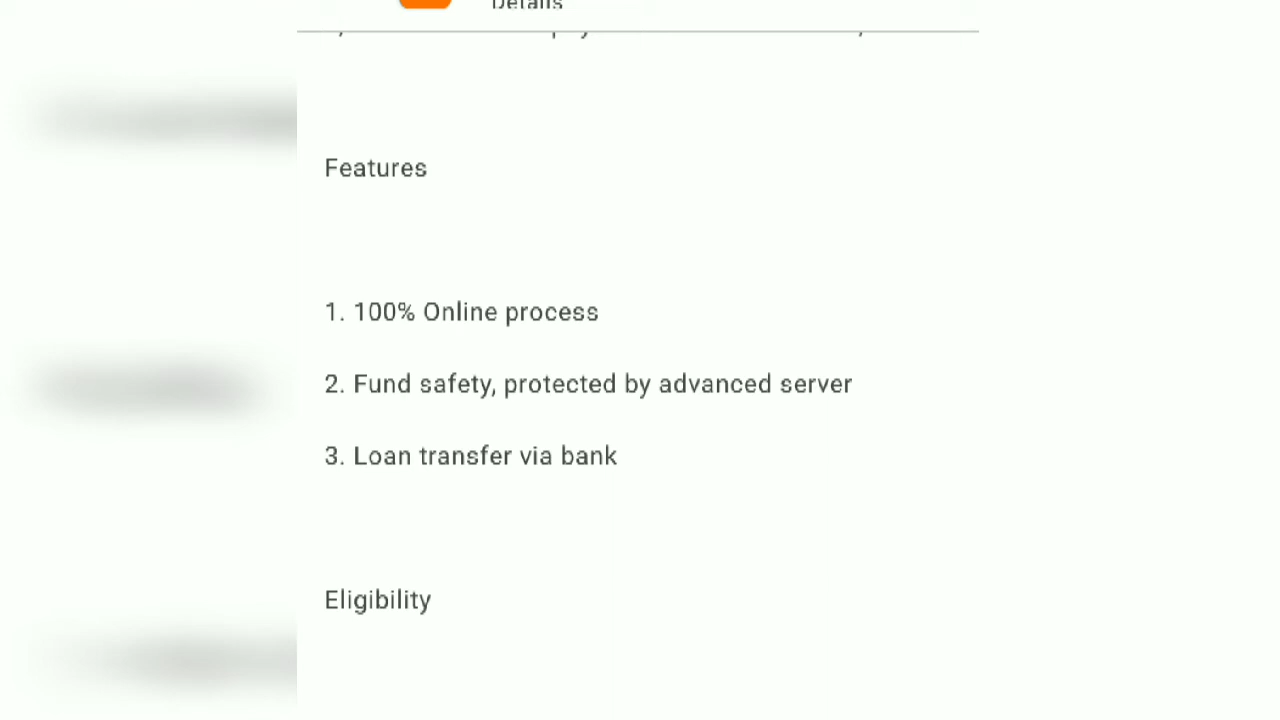 Details
Features
1. 100% Online process
2. Fund safety, protected by advanced server
3. Loan transfer via bank
Eligibility